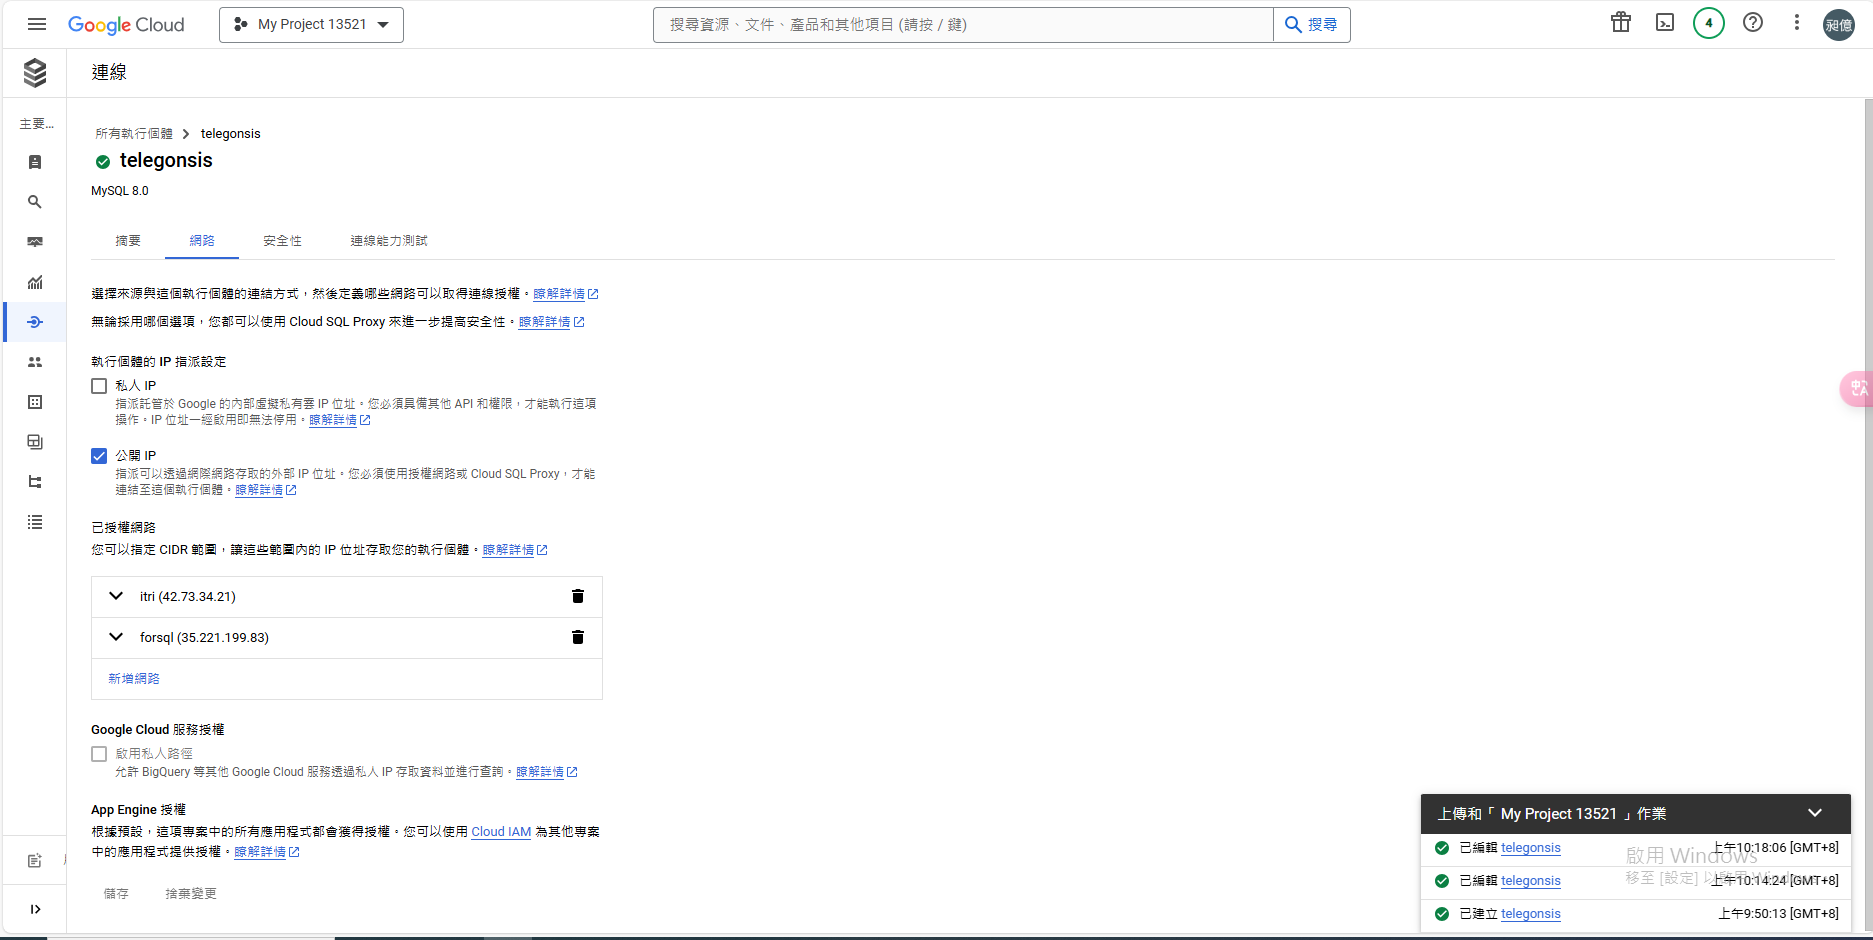 Google Cloud
My Project 13521
搜尋資源、文件、產品和其他項目 (請按 / 鍵)
搜尋
4
昶億
連線
主要...
所有執行個體 > telegonsis
telegonsis
MySQL 8.0
摘要
網路
安全性
連線能力測試
選擇來源與這個執行個體的連結方式，然後定義哪些網路可以取得連線授權。瞭解詳情
無論採用哪個選項，您都可以使用 Cloud SQL Proxy 來進一步提高安全性。瞭解詳情
執行個體的 IP 指派設定
私人 IP
指派託管於 Google 的內部虛擬私有雲 IP 位址。您必須具備其他 API 和權限，才能執行這項
操作。IP 位址一經啟用即無法停用。瞭解詳情
公開 IP
指派可以透過網際網路存取的外部 IP 位址。您必須使用授權網路或 Cloud SQL Proxy，才能
連結至這個執行個體。瞭解詳情
已授權網路
您可以指定 CIDR 範圍，讓這些範圍內的 IP 位址存取您的執行個體。瞭解詳情
itri (42.73.34.21)
forsql (35.221.199.83)
新增網路
Google Cloud 服務授權
啟用私人路徑
允許 BigQuery 等其他 Google Cloud 服務透過私人 IP 存取資料並進行查詢。瞭解詳情
App Engine 授權
根據預設，這項專案中的所有應用程式都會獲得授權。您可以使用 Cloud IAM 為其他專案
中的應用程式提供授權。瞭解詳情
儲存
捨棄變更
上傳和「 My Project 13521 」作業
已編輯 telegonsis 上午10:18:06 [GMT+8]
已編輯 telegonsis 上午10:14:24 [GMT+8]
已建立 telegonsis 上午9:50:13 [GMT+8]
啟用 Windows
移至 [設定] 以啟用 Windows。